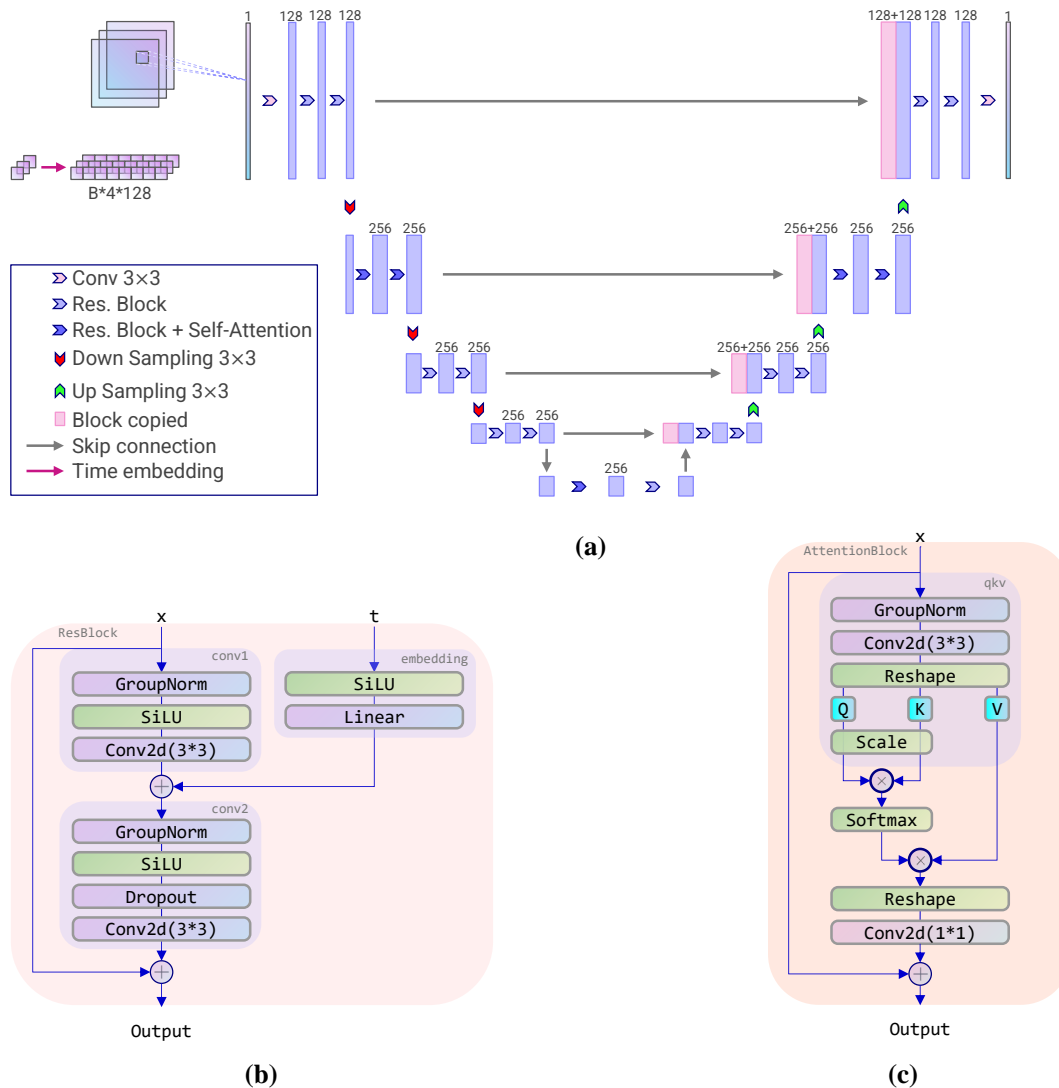 1 128 128 128 128+128 128 128 1
B*4*128
256 256 256+256 256 256
Conv 3×3
Res. Block
Res. Block + Self-Attention
Down Sampling 3×3
Up Sampling 3×3
Block copied
Skip connection
Time embedding
256 256 256+256 256 256
256 256
256
(a)
x t
ResBlock
conv1 embedding
GroupNorm SiLU
SiLU Linear
Conv2d(3*3)
+
conv2
GroupNorm
SiLU
Dropout
Conv2d(3*3)
+
Output
(b)
x
AttentionBlock
qkv
GroupNorm
Conv2d(3*3)
Reshape
Q K V
Scale
×
Softmax
×
Reshape
Conv2d(1*1)
+
Output
(c)